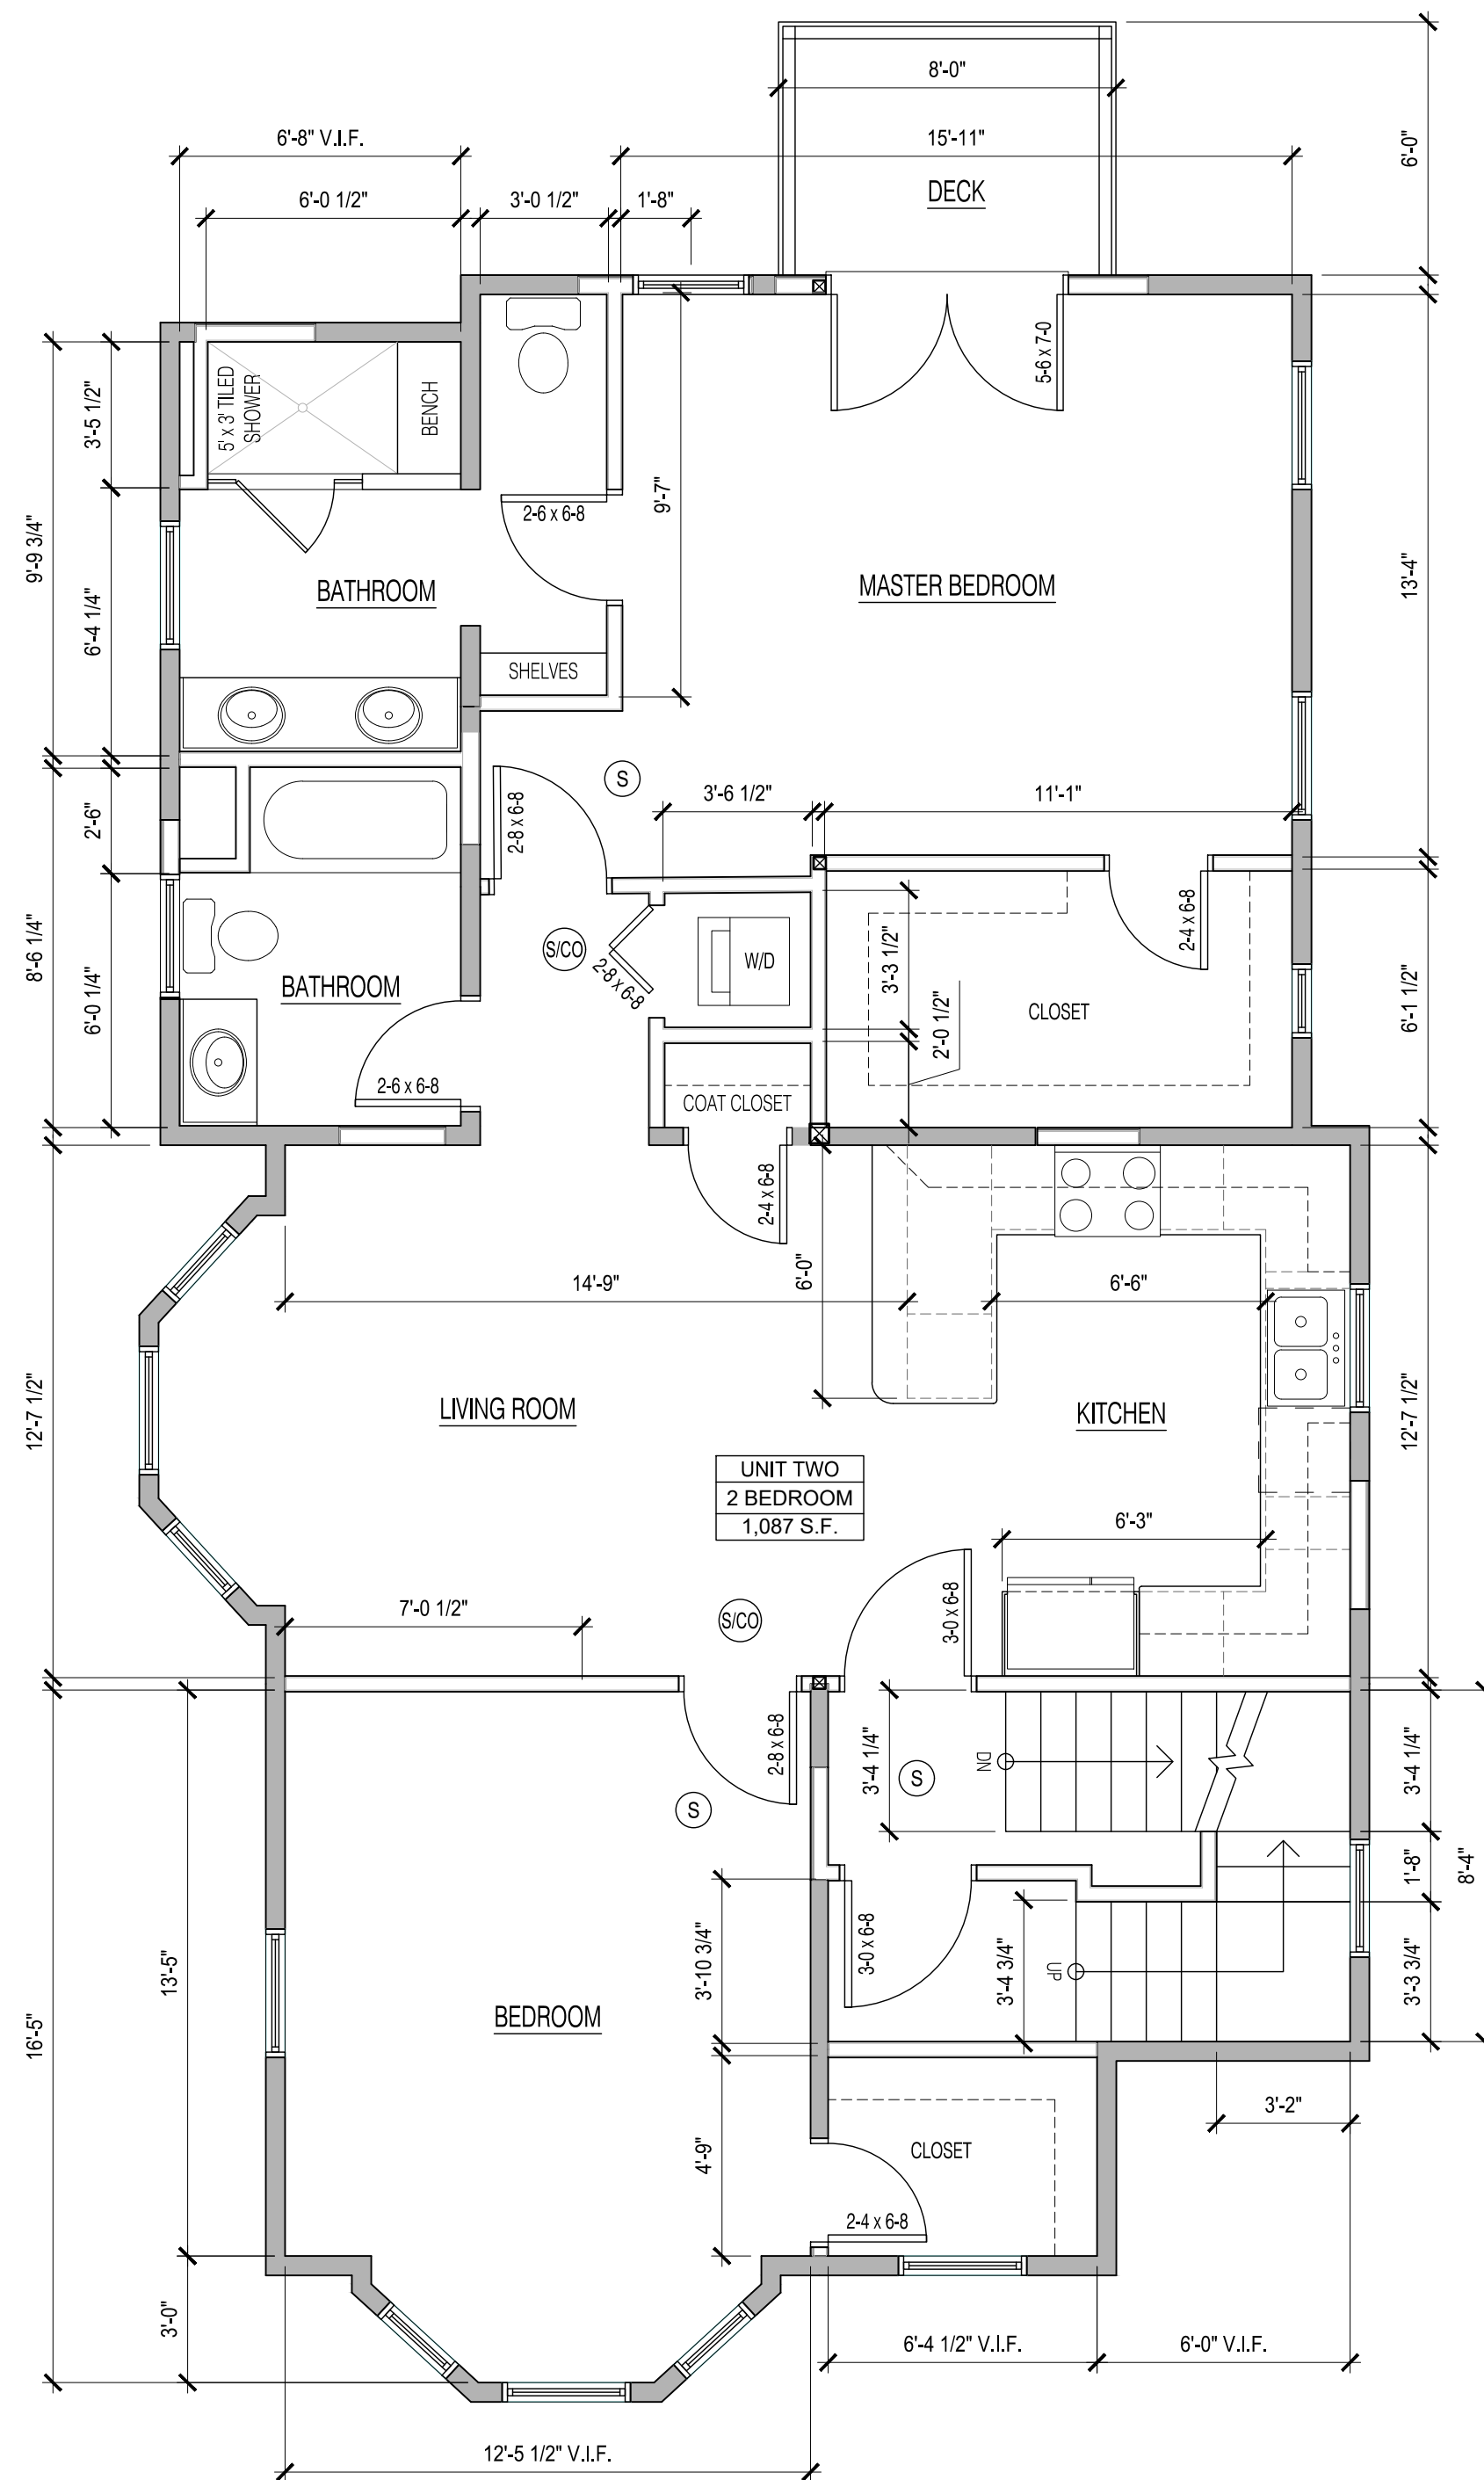 8'-0"
6'-8" V.I.F.
15'-11"
6'-0"
6'-0 1/2"
3'-0 1/2"
1'-8"
DECK
5-6 x 7-0
5' x 3' TILED
SHOWER
BENCH
3'-5 1/2"
9'-7"
2-6 x 6-8
9'-9 3/4"
13'-4"
BATHROOM
MASTER BEDROOM
6'-4 1/4"
SHELVES
S
3'-6 1/2"
11'-1"
2'-6"
2-8 x 6-8
8'-6 1/4"
S/CO
2-8 x 6-8
W/D
3'-3 1/2"
2-4 x 6-8
BATHROOM
6'-0 1/4"
2'-0 1/2"
CLOSET
6'-1 1/2"
2-6 x 6-8
COAT CLOSET
2-4 x 6-8
6'-0"
14'-9"
6'-6"
12'-7 1/2"
LIVING ROOM
KITCHEN
12'-7 1/2"
UNIT TWO
2 BEDROOM
1,087 S.F.
6'-3"
7'-0 1/2"
S/CO
3-0 x 6-8
2-8 x 6-8
3'-4 1/4"
S
DN
3'-4 1/4"
S
1'-8"
8'-4"
13'-5"
3'-10 3/4"
3-0 x 6-8
3'-4 3/4"
UP
3'-3 3/4"
16'-5"
BEDROOM
3'-2"
4'-9"
CLOSET
2-4 x 6-8
3'-0"
6'-4 1/2" V.I.F.
6'-0" V.I.F.
12'-5 1/2" V.I.F.